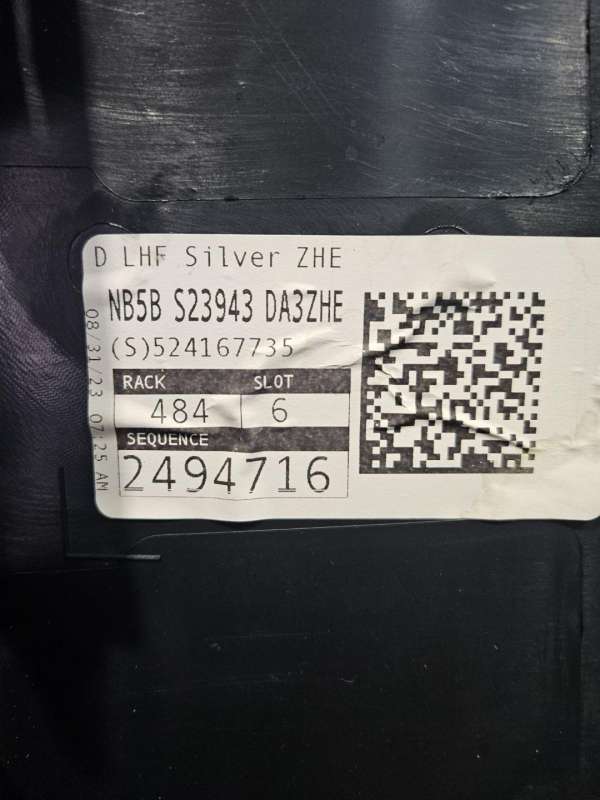 D LHF Silver ZHE
NB5B S23943 DA3ZHE
(S)524167735
RACK SLOT
484 6
SEQUENCE
2494716
08/31/23 07:25 AM